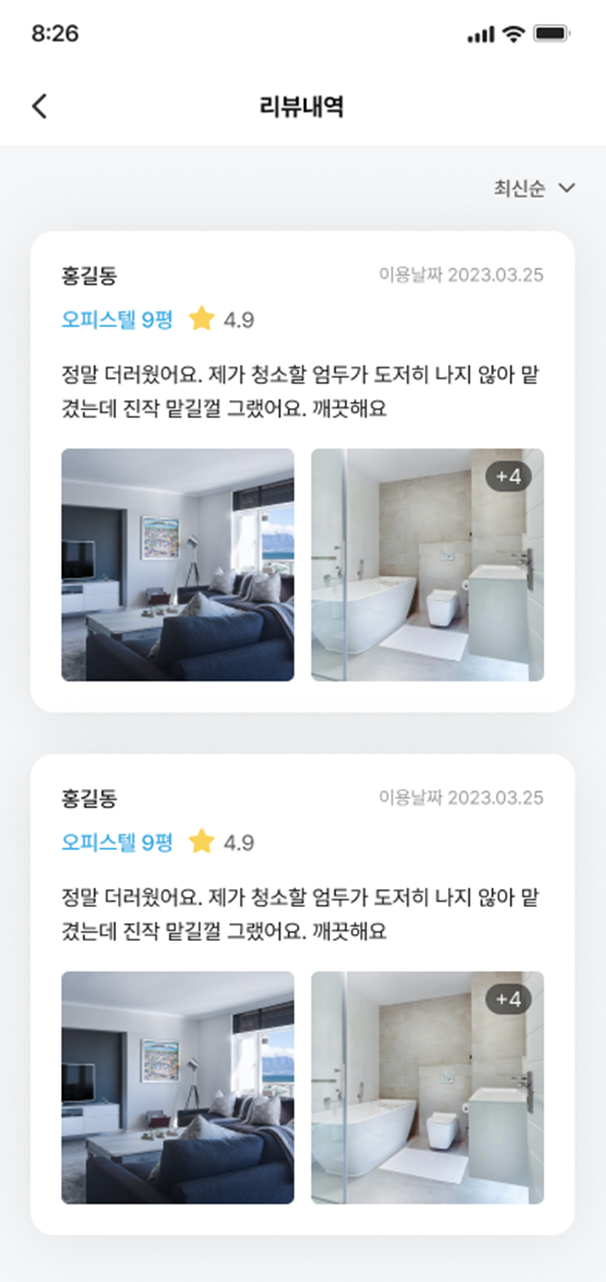 8:26
리뷰내역
최신순
홍길동 이용날짜 2023.03.25
오피스텔 9평 4.9
정말 더러웠어요. 제가 청소할 엄두가 도저히 나지 않아 맡
겼는데 진작 맡길껄 그랬어요. 깨끗해요
+4
홍길동 이용날짜 2023.03.25
오피스텔 9평 4.9
정말 더러웠어요. 제가 청소할 엄두가 도저히 나지 않아 맡
겼는데 진작 맡길껄 그랬어요. 깨끗해요
+4